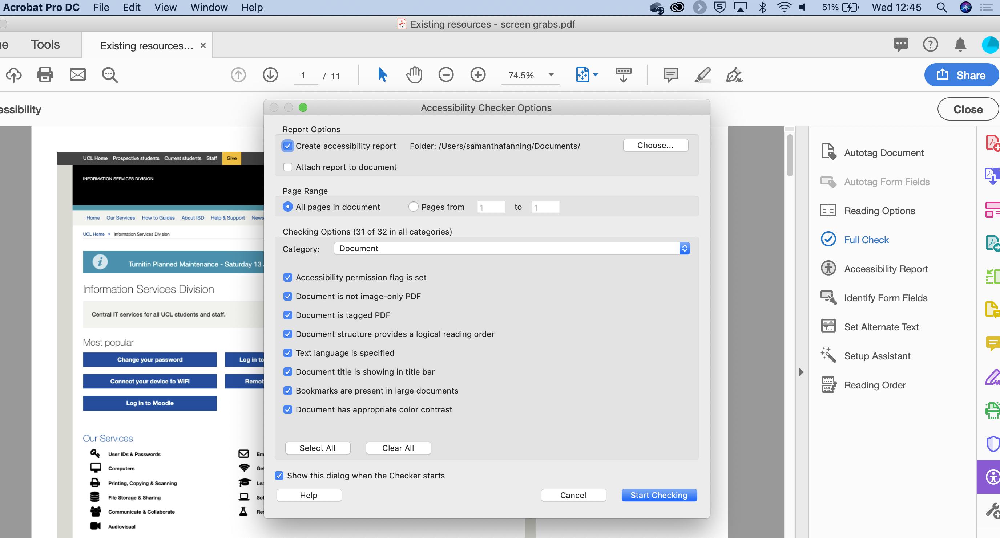 Acrobat Pro DC File Edit View Window Help 51% Wed 12:45
Existing resources - screen grabs.pdf
Tools Existing resources... ×
1 / 11 74.5% Share
essibility Close
Accessibility Checker Options
Report Options
Create accessibility report Folder: /Users/samanthafanning/Documents/ Choose...
Attach report to document
Page Range
All pages in document Pages from 1 to 1
Checking Options (31 of 32 in all categories)
Category: Document
Accessibility permission flag is set
Document is not image-only PDF
Document is tagged PDF
Document structure provides a logical reading order
Text language is specified
Document title is showing in title bar
Bookmarks are present in large documents
Document has appropriate color contrast
Select All Clear All
Show this dialog when the Checker starts
Help Cancel Start Checking
UCL Home Prospective students Current students Staff Give
INFORMATION SERVICES DIVISION
Home Our Services How to Guides About ISD Help & Support News
UCL Home » Information Services Division
Turnitin Planned Maintenance - Saturday 13
Information Services Division
Central IT services for all UCL students and staff.
Most popular
Change your password Log in to
Connect your device to WiFi Remot
Log in to Moodle
Our Services
User IDs & Passwords Em
Computers Ge
Printing, Copying & Scanning Lea
File Storage & Sharing Sof
Communicate & Collaborate Res
Audiovisual
Autotag Document
Autotag Form Fields
Reading Options
Full Check
Accessibility Report
Identify Form Fields
Set Alternate Text
Setup Assistant
Reading Order